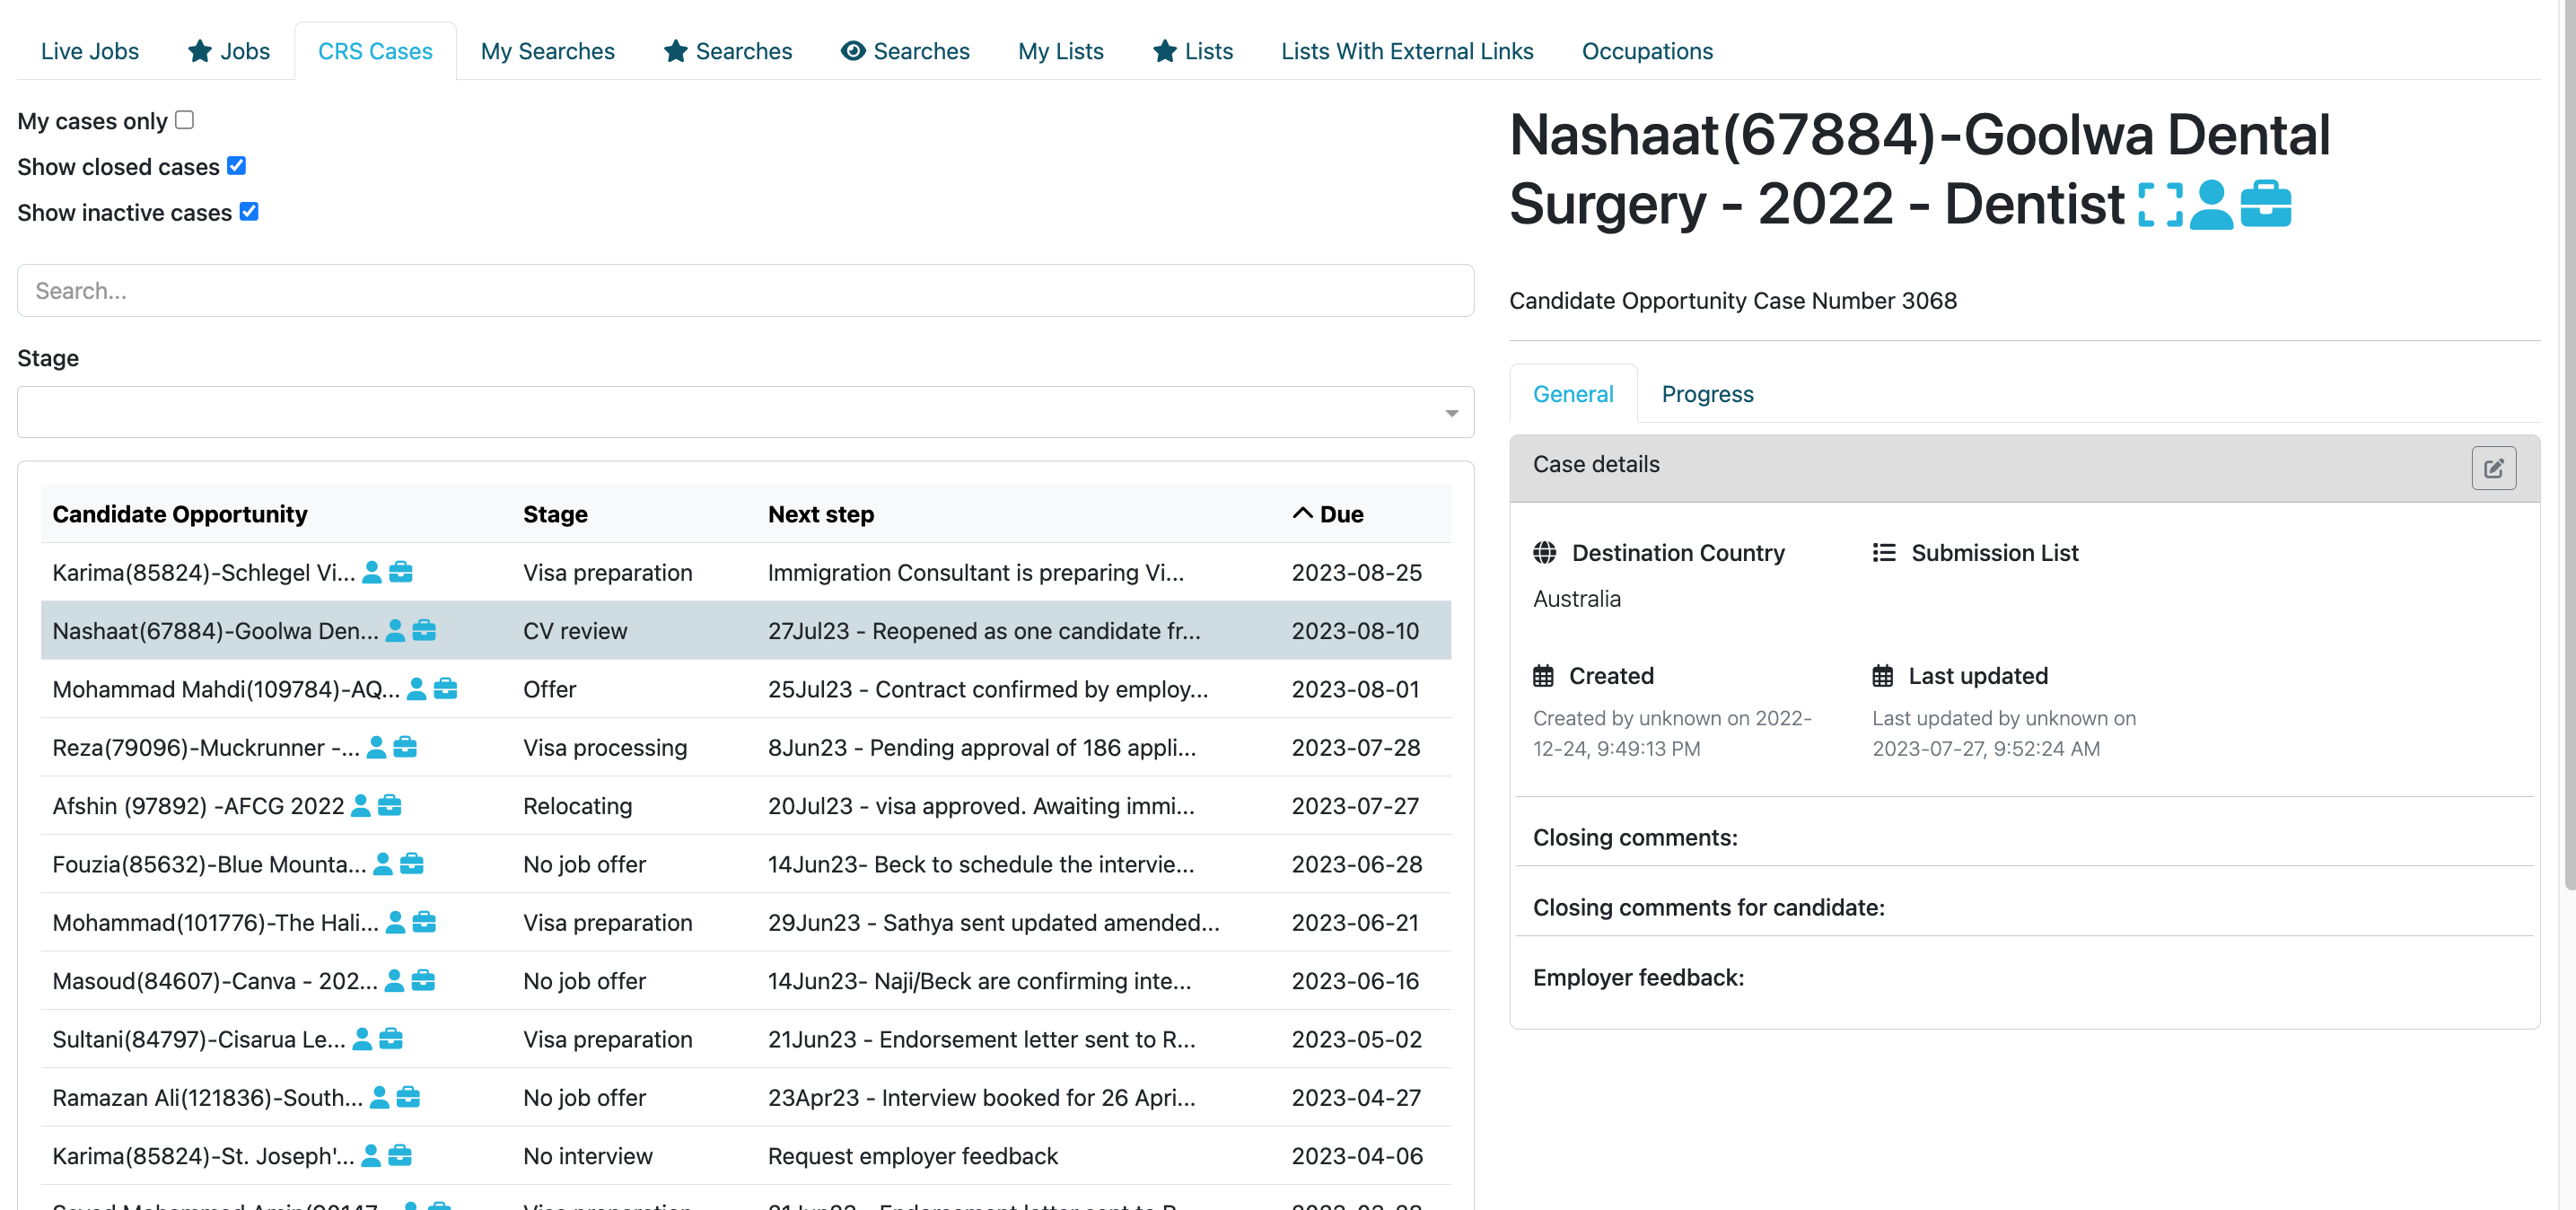 Live Jobs
Jobs
CRS Cases
My Searches
Searches
Searches
My Lists
Lists
Lists With External Links
Occupations
My cases only
Show closed cases
Show inactive cases
Search...
Stage
Candidate Opportunity Stage Next step Due
Karima(85824)-Schlegel Vi... Visa preparation Immigration Consultant is preparing Vi... 2023-08-25
Nashaat(67884)-Goolwa Den... CV review 27Jul23 - Reopened as one candidate fr... 2023-08-10
Mohammad Mahdi(109784)-AQ... Offer 25Jul23 - Contract confirmed by employ... 2023-08-01
Reza(79096)-Muckrunner -... Visa processing 8Jun23 - Pending approval of 186 appli... 2023-07-28
Afshin (97892) -AFCG 2022 Relocating 20Jul23 - visa approved. Awaiting immi... 2023-07-27
Fouzia(85632)-Blue Mounta... No job offer 14Jun23- Beck to schedule the intervie... 2023-06-28
Mohammad(101776)-The Hali... Visa preparation 29Jun23 - Sathya sent updated amended... 2023-06-21
Masoud(84607)-Canva - 202... No job offer 14Jun23- Naji/Beck are confirming inte... 2023-06-16
Sultani(84797)-Cisarua Le... Visa preparation 21Jun23 - Endorsement letter sent to R... 2023-05-02
Ramazan Ali(121836)-South... No job offer 23Apr23 - Interview booked for 26 Apri... 2023-04-27
Karima(85824)-St. Joseph'... No interview Request employer feedback 2023-04-06
Nashaat(67884)-Goolwa Dental
Surgery - 2022 - Dentist
Candidate Opportunity Case Number 3068
General
Progress
Case details
Destination Country
Australia
Submission List
Created
Created by unknown on 2022-
12-24, 9:49:13 PM
Last updated
Last updated by unknown on
2023-07-27, 9:52:24 AM
Closing comments:
Closing comments for candidate:
Employer feedback: